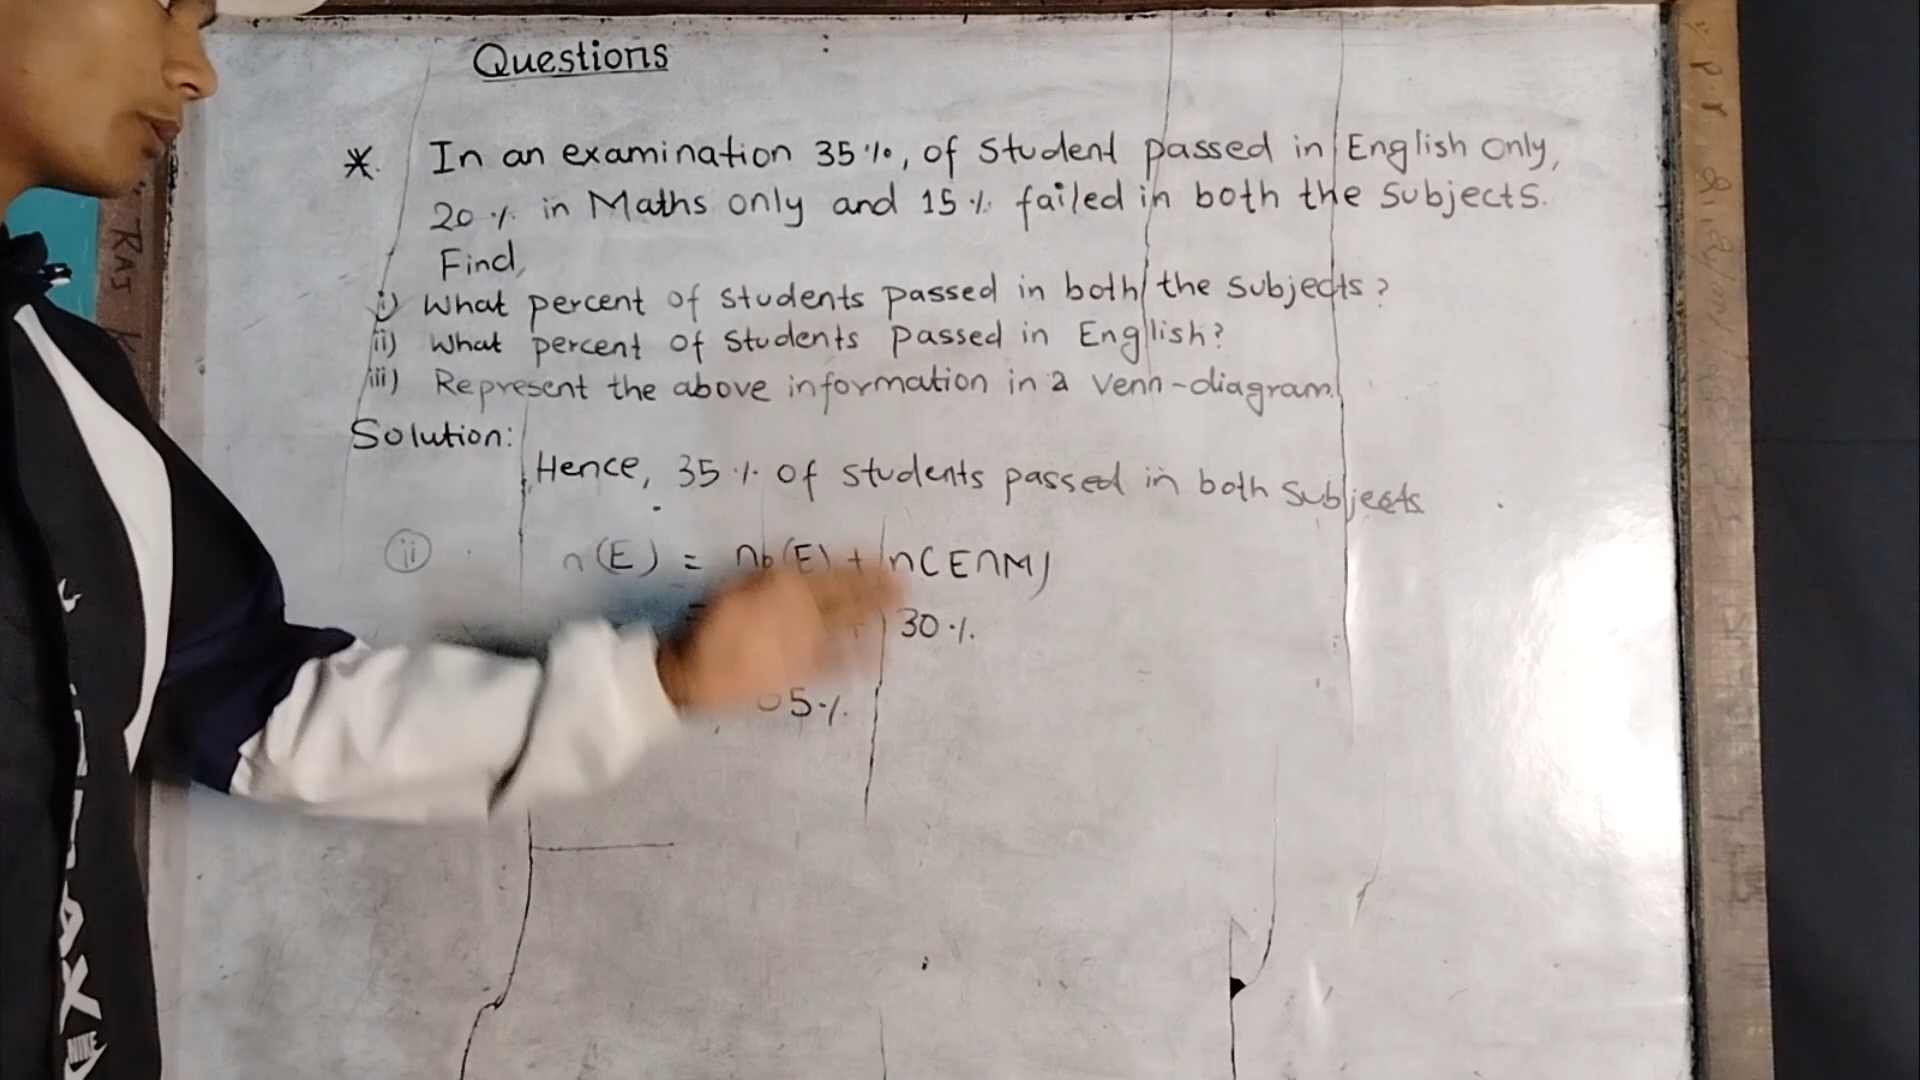 Questions
* In an examination 35%, of student passed in English only,
20% in Maths only and 15% failed in both the subjects.
Find,
i) What percent of students passed in both the subjects?
ii) What percent of students passed in English?
iii) Represent the above information in a Venn-diagram.
Solution:
Hence, 35% of students passed in both subjects
ii n(E) = no(E) + n(E∩M)
30%
5%
RAJ K
NIKE